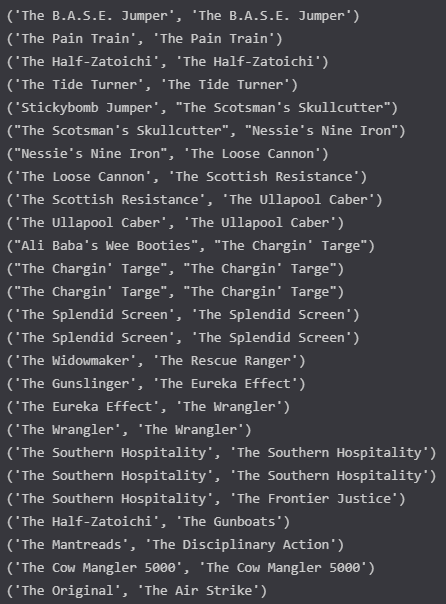 ('The B.A.S.E. Jumper', 'The B.A.S.E. Jumper')
('The Pain Train', 'The Pain Train')
('The Half-Zatoichi', 'The Half-Zatoichi')
('The Tide Turner', 'The Tide Turner')
('Stickybomb Jumper', "The Scotsman's Skullcutter")
("The Scotsman's Skullcutter", "Nessie's Nine Iron")
("Nessie's Nine Iron", 'The Loose Cannon')
('The Loose Cannon', 'The Scottish Resistance')
('The Scottish Resistance', 'The Ullapool Caber')
('The Ullapool Caber', 'The Ullapool Caber')
("Ali Baba's Wee Booties", "The Chargin' Targe")
("The Chargin' Targe", "The Chargin' Targe")
("The Chargin' Targe", "The Chargin' Targe")
('The Splendid Screen', 'The Splendid Screen')
('The Splendid Screen', 'The Splendid Screen')
('The Widowmaker', 'The Rescue Ranger')
('The Gunslinger', 'The Eureka Effect')
('The Eureka Effect', 'The Wrangler')
('The Wrangler', 'The Wrangler')
('The Southern Hospitality', 'The Southern Hospitality')
('The Southern Hospitality', 'The Southern Hospitality')
('The Southern Hospitality', 'The Frontier Justice')
('The Half-Zatoichi', 'The Gunboats')
('The Mantreads', 'The Disciplinary Action')
('The Cow Mangler 5000', 'The Cow Mangler 5000')
('The Original', 'The Air Strike')